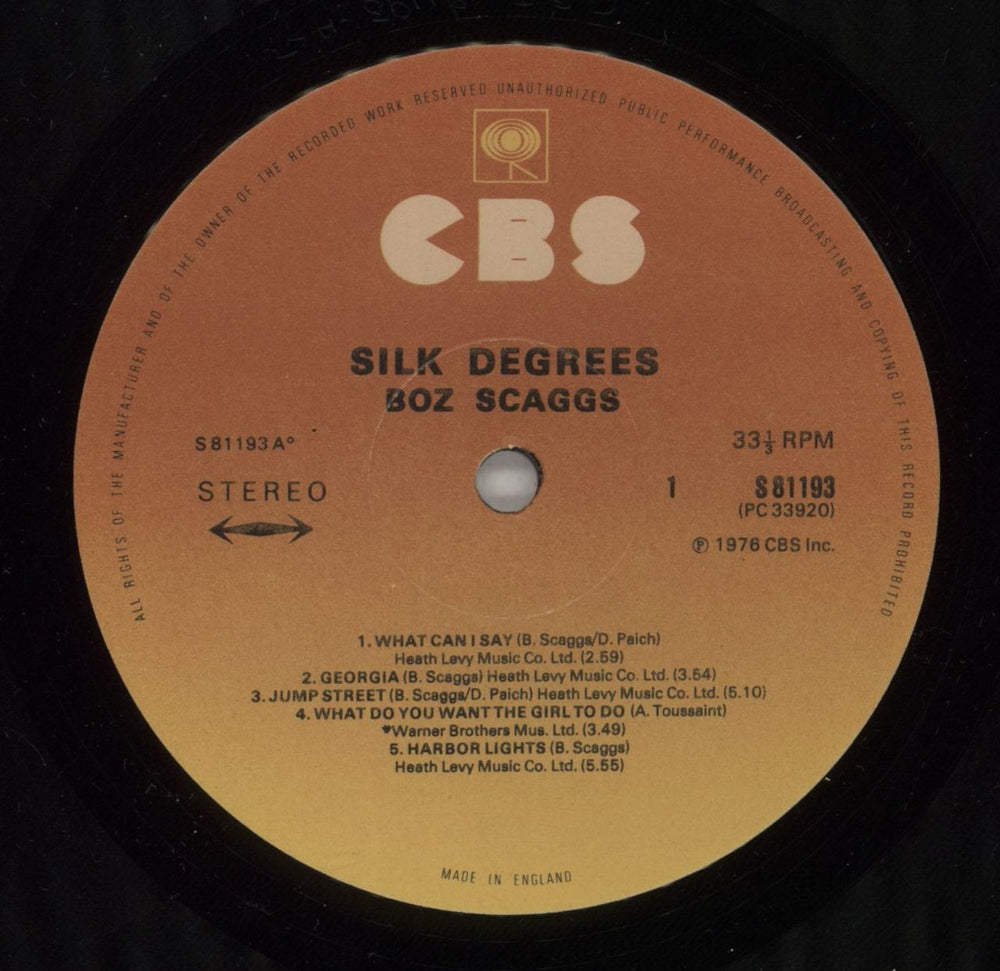 ALL RIGHTS OF THE MANUFACTURER AND OF THE OWNER OF THE RECORDED WORK RESERVED UNAUTHORIZED PUBLIC PERFORMANCE BROADCASTING AND COPYING OF THIS RECORD PROHIBITED
CBS
SILK DEGREES
BOZ SCAGGS
S 81193 A°
33⅓ RPM
STEREO
1 S 81193
(PC 33920)
℗ 1976 CBS Inc.
1. WHAT CAN I SAY (B. Scaggs/D. Paich)
Heath Levy Music Co. Ltd. (2.59)
2. GEORGIA (B. Scaggs) Heath Levy Music Co. Ltd. (3.54)
3. JUMP STREET (B. Scaggs/D. Paich) Heath Levy Music Co. Ltd. (5.10)
4. WHAT DO YOU WANT THE GIRL TO DO (A. Toussaint)
♥Warner Brothers Mus. Ltd. (3.49)
5. HARBOR LIGHTS (B. Scaggs)
Heath Levy Music Co. Ltd. (5.55)
MADE IN ENGLAND